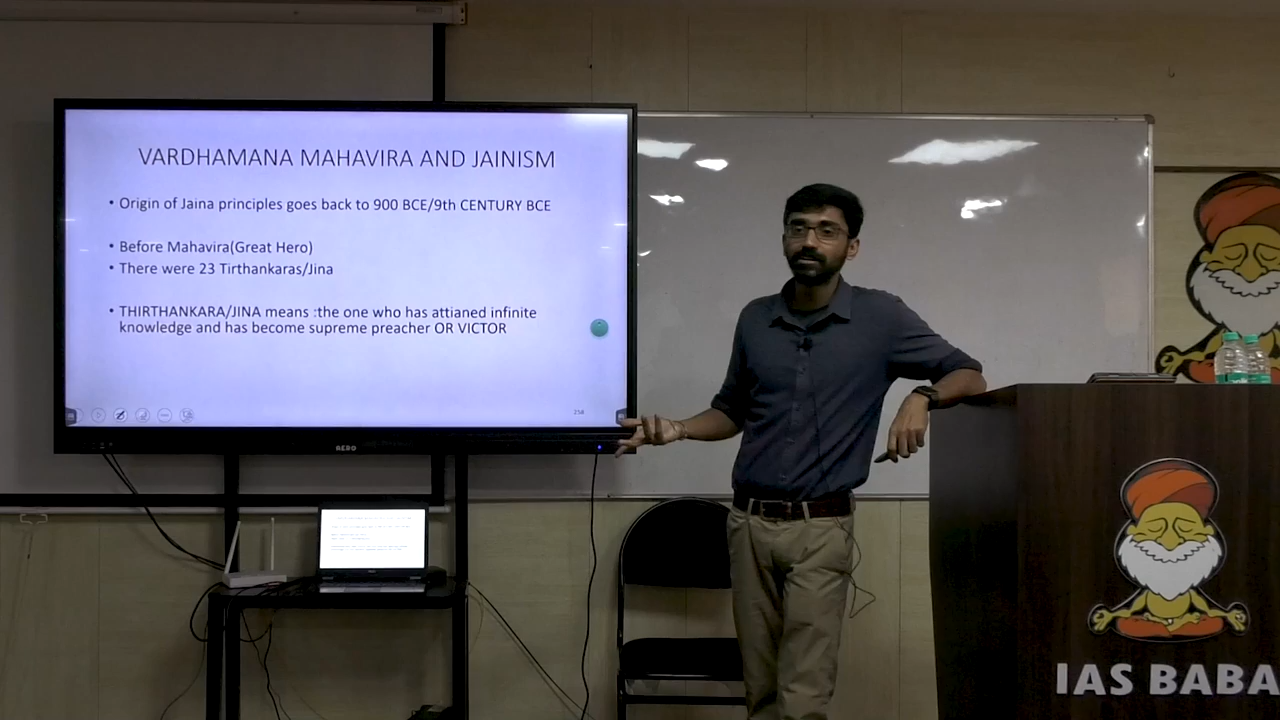 VARDHAMANA MAHAVIRA AND JAINISM
• Origin of Jaina principles goes back to 900 BCE/9th CENTURY BCE
• Before Mahavira(Great Hero)
• There were 23 Tirthankaras/Jina
• THIRTHANKARA/JINA means :the one who has attianed infinite
knowledge and has become supreme preacher OR VICTOR
258
AERO
IAS BABA